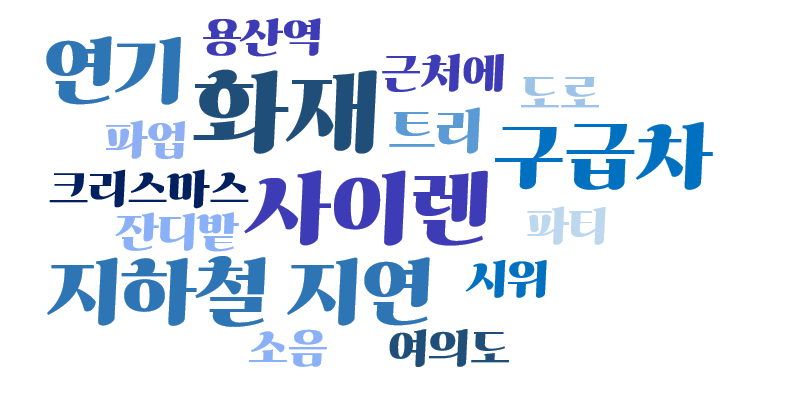 용산역
연기
화재
근처에
도로
파업
트리
구급차
크리스마스
사이렌
잔디밭
파티
지하철 지연
시위
소음
여의도